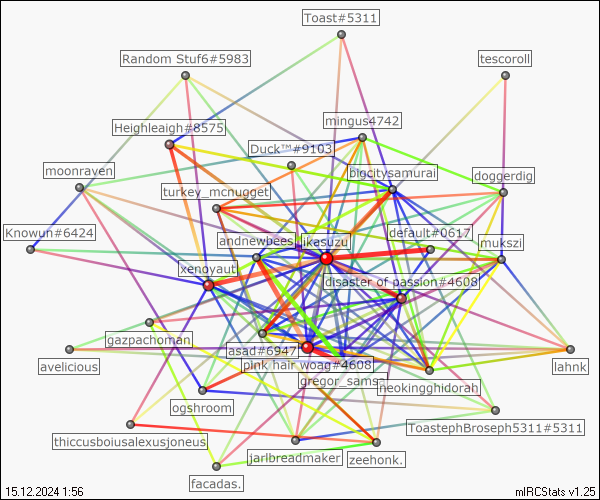 Toast#5311
Random Stuf6#5983
tescoroll
Heighleaigh#8575
mingus4742
Duck™#9103
moonraven
bigcitysamurai
doggerdig
turkey_mcnugget
Knowun#6424
andnewbees
likesuzu
default#0617
mukszi
xenoyaut
disaster of passion#4608
gazpachoman
asad#6947
avelicious
pink hair woag#4608
lahnk
gregor_samsa
neokingghidorah
ogshroom
ToastephBroseph5311#5311
thiccusboiusalexusjoneus
jarlbreadmaker
zeehonk.
facadas.
15.12.2024 1:56
mIRCStats v1.25